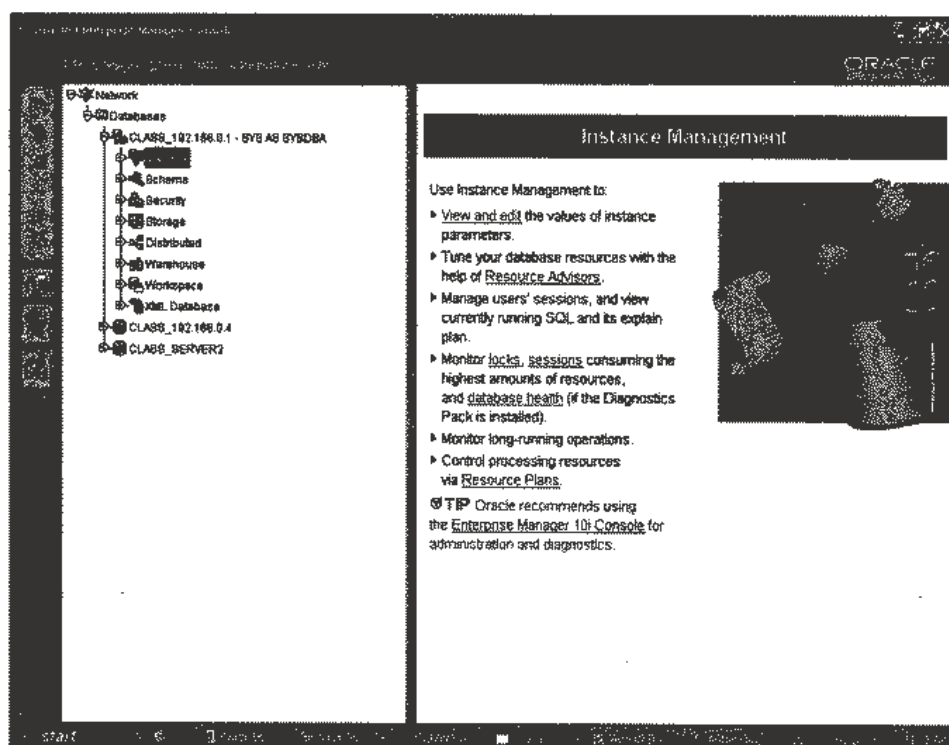 ORACLE
Network
Databases
CLASS_192.168.0.1 - SYS AS SYSDBA
Schema
Security
Storage
Distributed
Warehouse
Workspace
XML Database
CLASS_192.168.0.4
CLASS_SERVER2
Instance Management
Use Instance Management to:
View and edit the values of instance
parameters.
Tune your database resources with the
help of Resource Advisors.
Manage users' sessions, and view
currently running SQL and its explain
plan.
Monitor locks, sessions consuming the
highest amounts of resources,
and database health (if the Diagnostics
Pack is installed).
Monitor long-running operations.
Control processing resources
via Resource Plans.
TIP Oracle recommends using
the Enterprise Manager 10i Console for
administration and diagnostics.
start